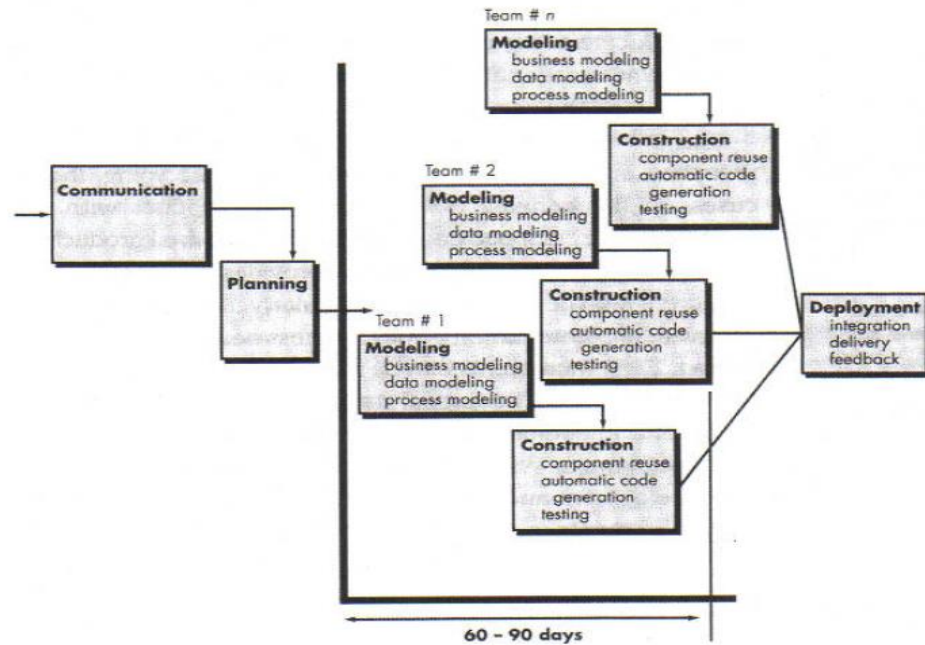 Team # n
Modeling
business modeling
data modeling
process modeling
Construction
component reuse
automatic code
generation
testing
Team # 2
Modeling
business modeling
data modeling
process modeling
Construction
component reuse
automatic code
generation
testing
Communication
Planning
Team # 1
Modeling
business modeling
data modeling
process modeling
Construction
component reuse
automatic code
generation
testing
Deployment
integration
delivery
feedback
60 – 90 days